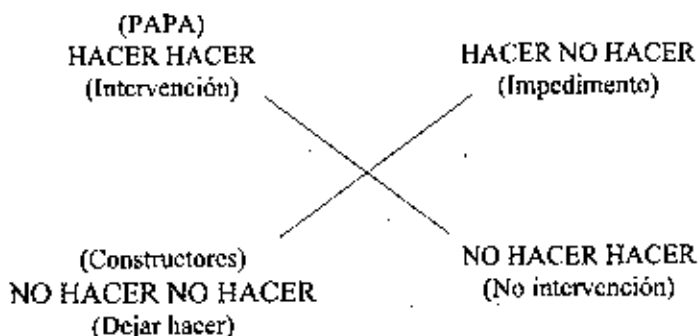 (PAPA)
HACER HACER
(Intervención)
HACER NO HACER
(Impedimento)
(Constructores)
NO HACER NO HACER
(Dejar hacer)
NO HACER HACER
(No intervención)